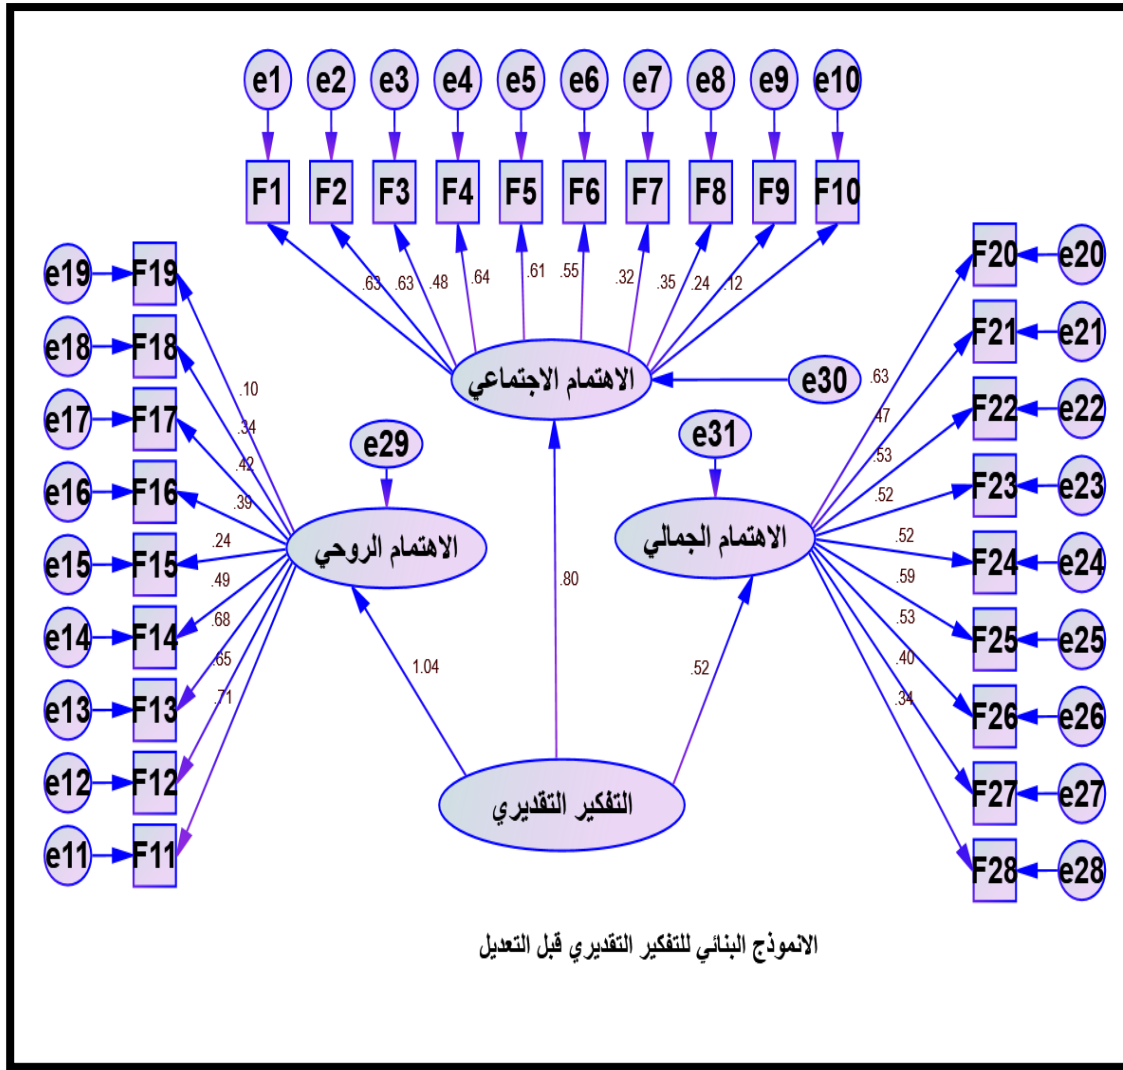 e1 e2 e3 e4 e5 e6 e7 e8 e9 e10
F1 F2 F3 F4 F5 F6 F7 F8 F9 F10
.63 .63 .48 .64 .61 .55 .32 .35 .24 .12
الاهتمام الاجتماعي
e30
e19 F19
e18 F18
e17 F17
e16 F16
e15 F15
e14 F14
e13 F13
e12 F12
e11 F11
.10
.34
.42
.39
.24
.49
.68
.65
.71
e29
الاهتمام الروحي
e31
الاهتمام الجمالي
.63
.47
.53
.52
.52
.59
.53
.40
.34
F20 e20
F21 e21
F22 e22
F23 e23
F24 e24
F25 e25
F26 e26
F27 e27
F28 e28
1.04
.80
.52
التفكير التقديري
الانموذج البنائي للتفكير التقديري قبل التعديل